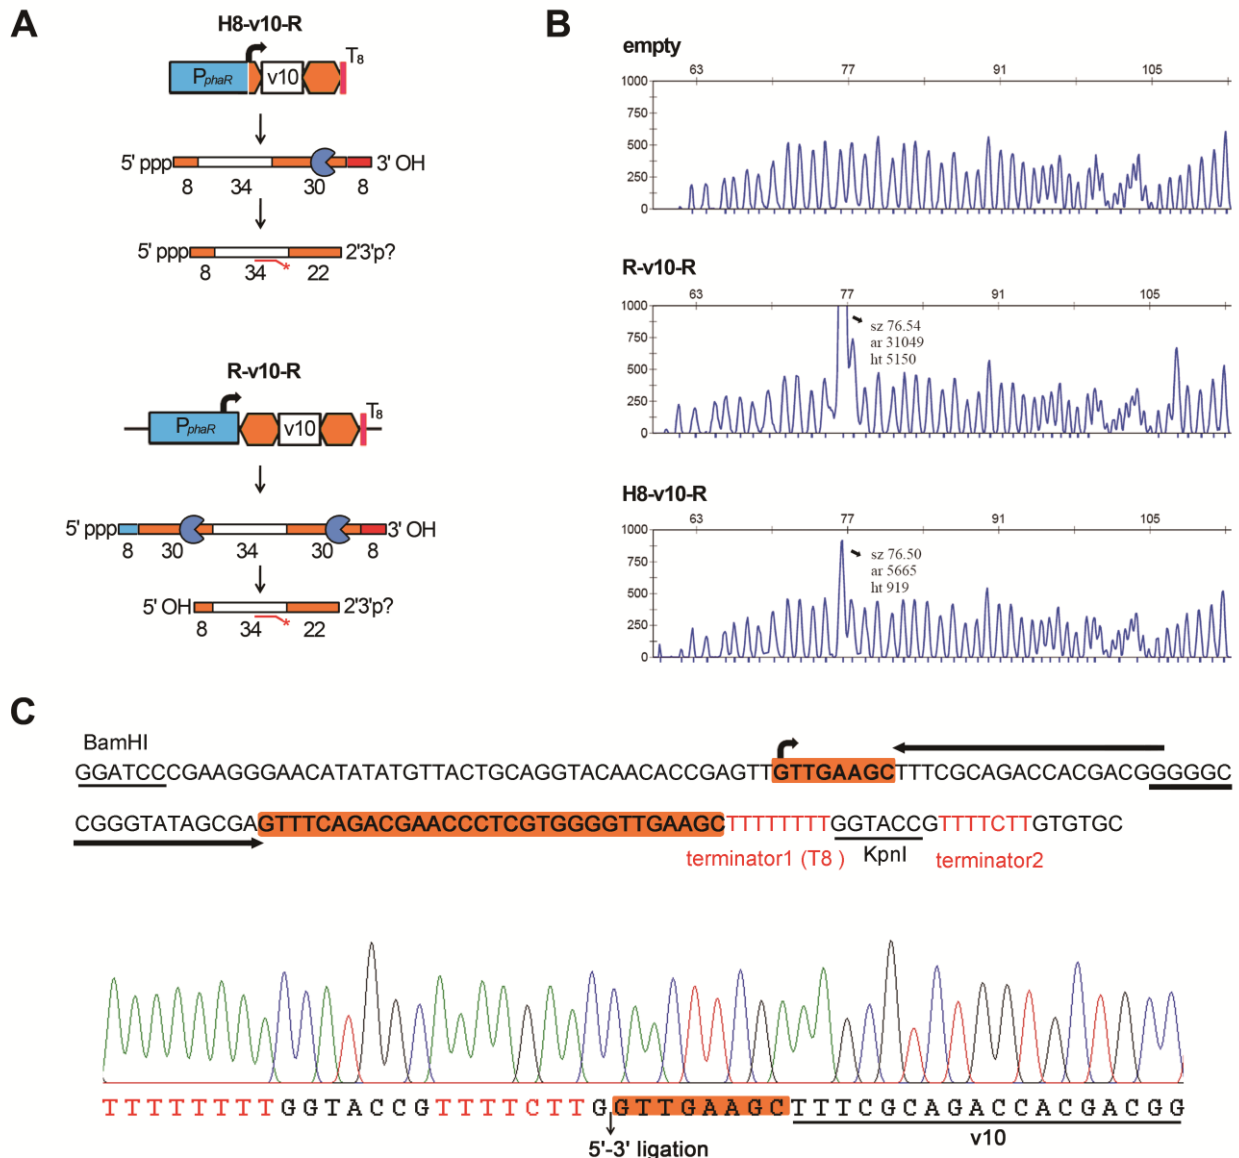 A
H8-v10-R
PphaR
v10
T8
5' ppp
3' OH
8 34 30 8
5' ppp
2'3'p?
8 34 22
*
R-v10-R
PphaR
v10
T8
5' ppp
3' OH
8 30 34 30 8
5' OH
2'3'p?
8 34 22
*
B
empty
63 77 91 105
1000
750
500
250
0
R-v10-R
63 77 91 105
1000
750
500
250
0
sz 76.54
ar 31049
ht 5150
H8-v10-R
63 77 91 105
1000
750
500
250
0
sz 76.50
ar 5665
ht 919
C
BamHI
GGATCCCGAAGGGAACATATATGTTACTGCAGGTACAACACCGAGTTGTTGAAGCTTTCGCAGACCACGACGGGGGC
CGGGTATAGCGAGTTTCAGACGAACCCTCGTGGGGTTGAAGCTTTTTTTTGGTACCGTTTTCTTGTGTGC
terminator1 (T8 ) KpnI terminator2
TTTTTTTTGGTACCGTTTTCTTGGTTGAAGCTTTCGCAGACCACGACGG
5'-3' ligation
v10